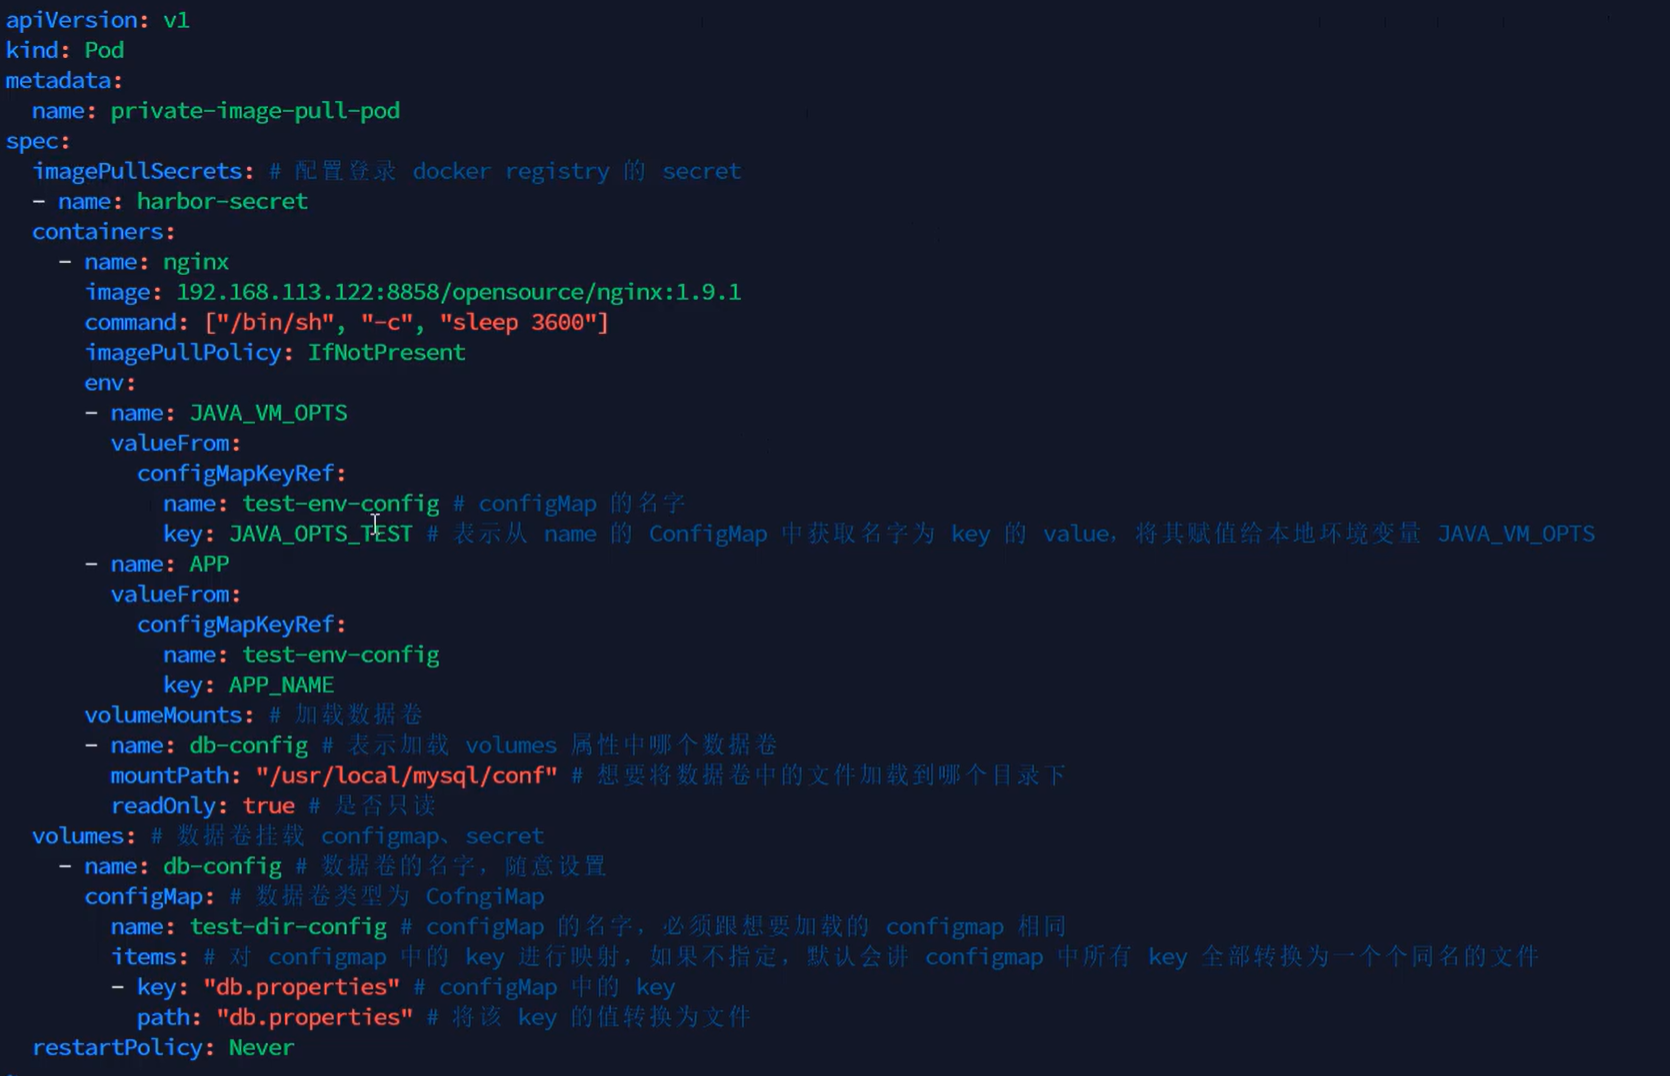 apiVersion: v1
kind: Pod
metadata:
  name: private-image-pull-pod
spec:
  imagePullSecrets: # 配置登录 docker registry 的 secret
  - name: harbor-secret
  containers:
    - name: nginx
      image: 192.168.113.122:8858/opensource/nginx:1.9.1
      command: ["/bin/sh", "-c", "sleep 3600"]
      imagePullPolicy: IfNotPresent
      env:
      - name: JAVA_VM_OPTS
        valueFrom:
          configMapKeyRef:
            name: test-env-config # configMap 的名字
            key: JAVA_OPTS_TEST # 表示从 name 的 ConfigMap 中获取名字为 key 的 value，将其赋值给本地环境变量 JAVA_VM_OPTS
      - name: APP
        valueFrom:
          configMapKeyRef:
            name: test-env-config
            key: APP_NAME
      volumeMounts: # 加载数据卷
      - name: db-config # 表示加载 volumes 属性中哪个数据卷
        mountPath: "/usr/local/mysql/conf" # 想要将数据卷中的文件加载到哪个目录下
        readOnly: true # 是否只读
  volumes: # 数据卷挂载 configmap、secret
    - name: db-config # 数据卷的名字，随意设置
      configMap: # 数据卷类型为 CofngiMap
        name: test-dir-config # configMap 的名字，必须跟想要加载的 configmap 相同
        items: # 对 configmap 中的 key 进行映射，如果不指定，默认会讲 configmap 中所有 key 全部转换为一个个同名的文件
        - key: "db.properties" # configMap 中的 key
          path: "db.properties" # 将该 key 的值转换为文件
  restartPolicy: Never